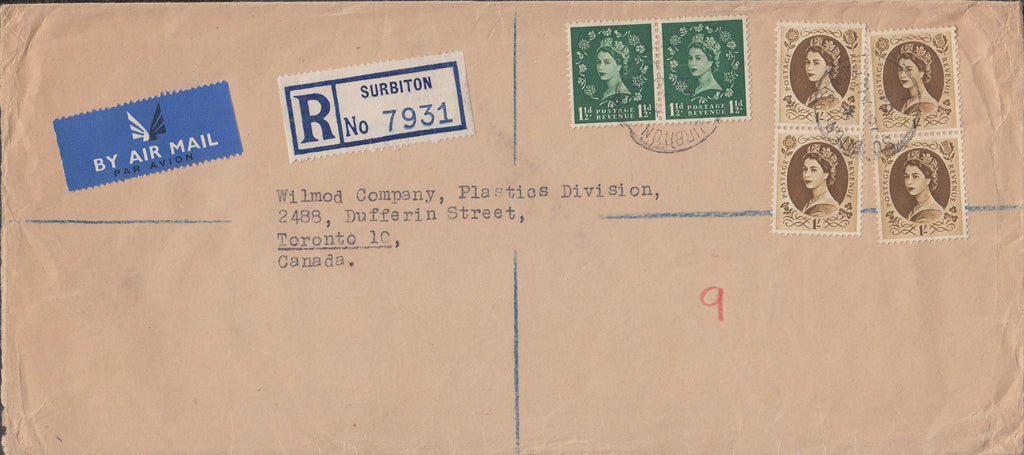 BY AIR MAIL
PAR AVION
R
SURBITON
No 7931
1½d POSTAGE REVENUE 1½d
1½d POSTAGE REVENUE 1½d
POSTAGE REVENUE
1/-
POSTAGE REVENUE
1/-
POSTAGE REVENUE
1/-
POSTAGE REVENUE
1/-
Wilmod Company, Plastics Division,
2488, Dufferin Street,
Toronto 10,
Canada.
9